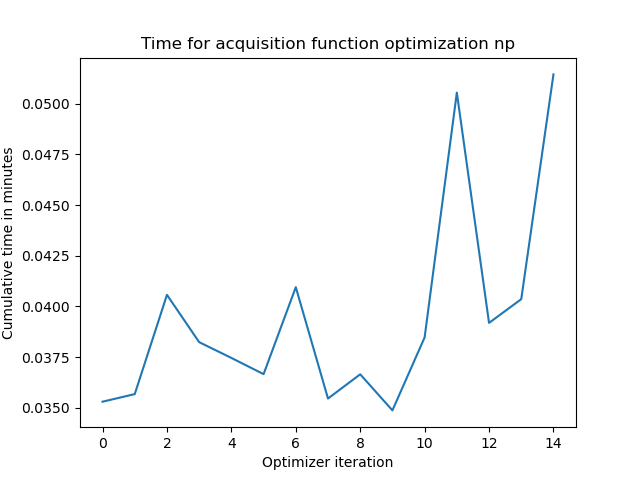 Time for acquisition function optimization np
Cumulative time in minutes
0.0500
0.0475
0.0450
0.0425
0.0400
0.0375
0.0350
0 2 4 6 8 10 12 14
Optimizer iteration